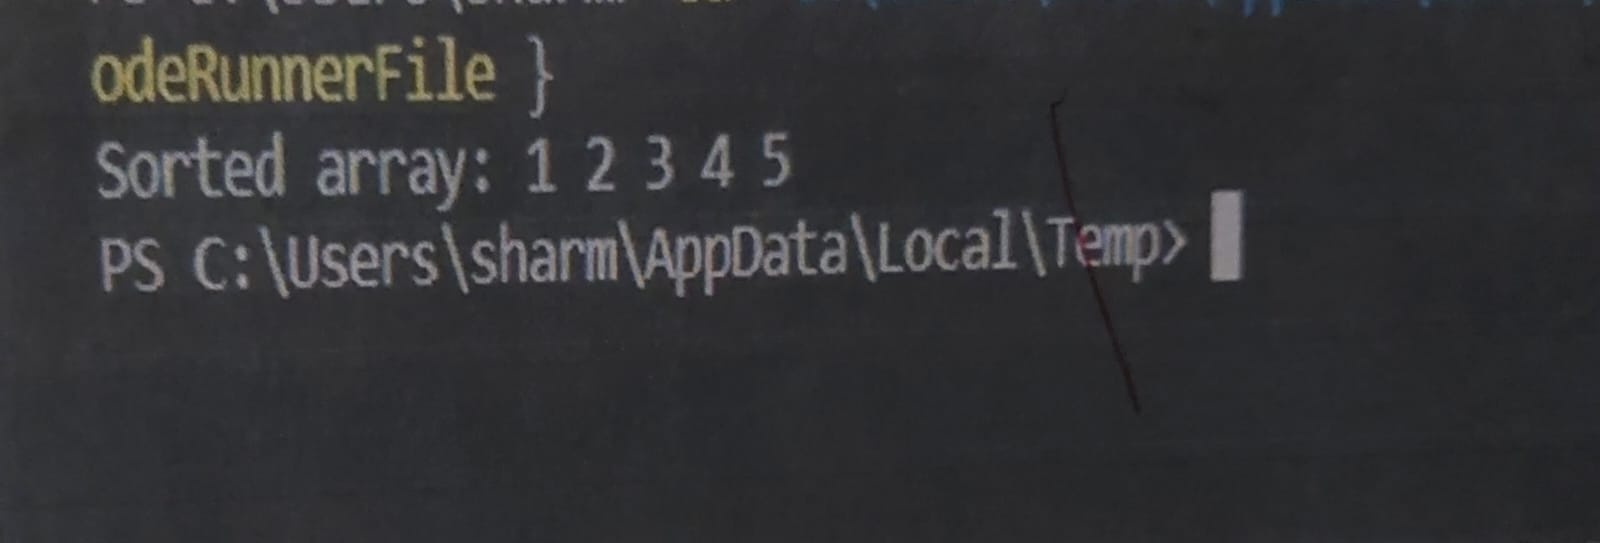 odeRunnerFile }
Sorted array: 1 2 3 4 5
PS C:\Users\sharm\AppData\Local\Temp>